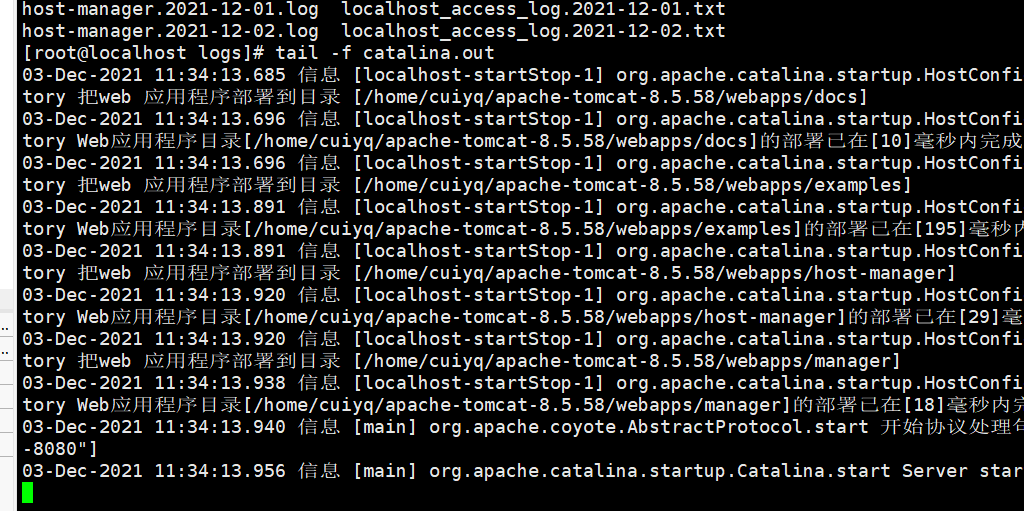 host-manager.2021-12-01.log  localhost_access_log.2021-12-01.txt
host-manager.2021-12-02.log  localhost_access_log.2021-12-02.txt
[root@localhost logs]# tail -f catalina.out
03-Dec-2021 11:34:13.685 信息 [localhost-startStop-1] org.apache.catalina.startup.HostConfi
tory 把web 应用程序部署到目录 [/home/cuiyq/apache-tomcat-8.5.58/webapps/docs]
03-Dec-2021 11:34:13.696 信息 [localhost-startStop-1] org.apache.catalina.startup.HostConfi
tory Web应用程序目录[/home/cuiyq/apache-tomcat-8.5.58/webapps/docs]的部署已在[10]毫秒内完成
03-Dec-2021 11:34:13.696 信息 [localhost-startStop-1] org.apache.catalina.startup.HostConfi
tory 把web 应用程序部署到目录 [/home/cuiyq/apache-tomcat-8.5.58/webapps/examples]
03-Dec-2021 11:34:13.891 信息 [localhost-startStop-1] org.apache.catalina.startup.HostConfi
tory Web应用程序目录[/home/cuiyq/apache-tomcat-8.5.58/webapps/examples]的部署已在[195]毫秒内
03-Dec-2021 11:34:13.891 信息 [localhost-startStop-1] org.apache.catalina.startup.HostConfi
tory 把web 应用程序部署到目录 [/home/cuiyq/apache-tomcat-8.5.58/webapps/host-manager]
03-Dec-2021 11:34:13.920 信息 [localhost-startStop-1] org.apache.catalina.startup.HostConfi
tory Web应用程序目录[/home/cuiyq/apache-tomcat-8.5.58/webapps/host-manager]的部署已在[29]毫
03-Dec-2021 11:34:13.920 信息 [localhost-startStop-1] org.apache.catalina.startup.HostConfi
tory 把web 应用程序部署到目录 [/home/cuiyq/apache-tomcat-8.5.58/webapps/manager]
03-Dec-2021 11:34:13.938 信息 [localhost-startStop-1] org.apache.catalina.startup.HostConfi
tory Web应用程序目录[/home/cuiyq/apache-tomcat-8.5.58/webapps/manager]的部署已在[18]毫秒内完
03-Dec-2021 11:34:13.940 信息 [main] org.apache.coyote.AbstractProtocol.start 开始协议处理句
-8080"]
03-Dec-2021 11:34:13.956 信息 [main] org.apache.catalina.startup.Catalina.start Server star